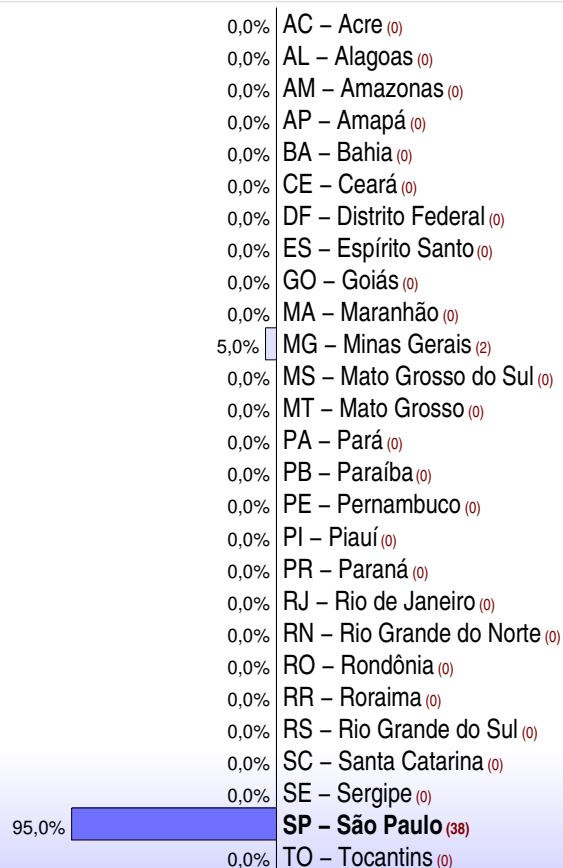 0,0% AC – Acre (0)
0,0% AL – Alagoas (0)
0,0% AM – Amazonas (0)
0,0% AP – Amapá (0)
0,0% BA – Bahia (0)
0,0% CE – Ceará (0)
0,0% DF – Distrito Federal (0)
0,0% ES – Espírito Santo (0)
0,0% GO – Goiás (0)
0,0% MA – Maranhão (0)
5,0% MG – Minas Gerais (2)
0,0% MS – Mato Grosso do Sul (0)
0,0% MT – Mato Grosso (0)
0,0% PA – Pará (0)
0,0% PB – Paraíba (0)
0,0% PE – Pernambuco (0)
0,0% PI – Piauí (0)
0,0% PR – Paraná (0)
0,0% RJ – Rio de Janeiro (0)
0,0% RN – Rio Grande do Norte (0)
0,0% RO – Rondônia (0)
0,0% RR – Roraima (0)
0,0% RS – Rio Grande do Sul (0)
0,0% SC – Santa Catarina (0)
0,0% SE – Sergipe (0)
95,0% SP – São Paulo (38)
0,0% TO – Tocantins (0)